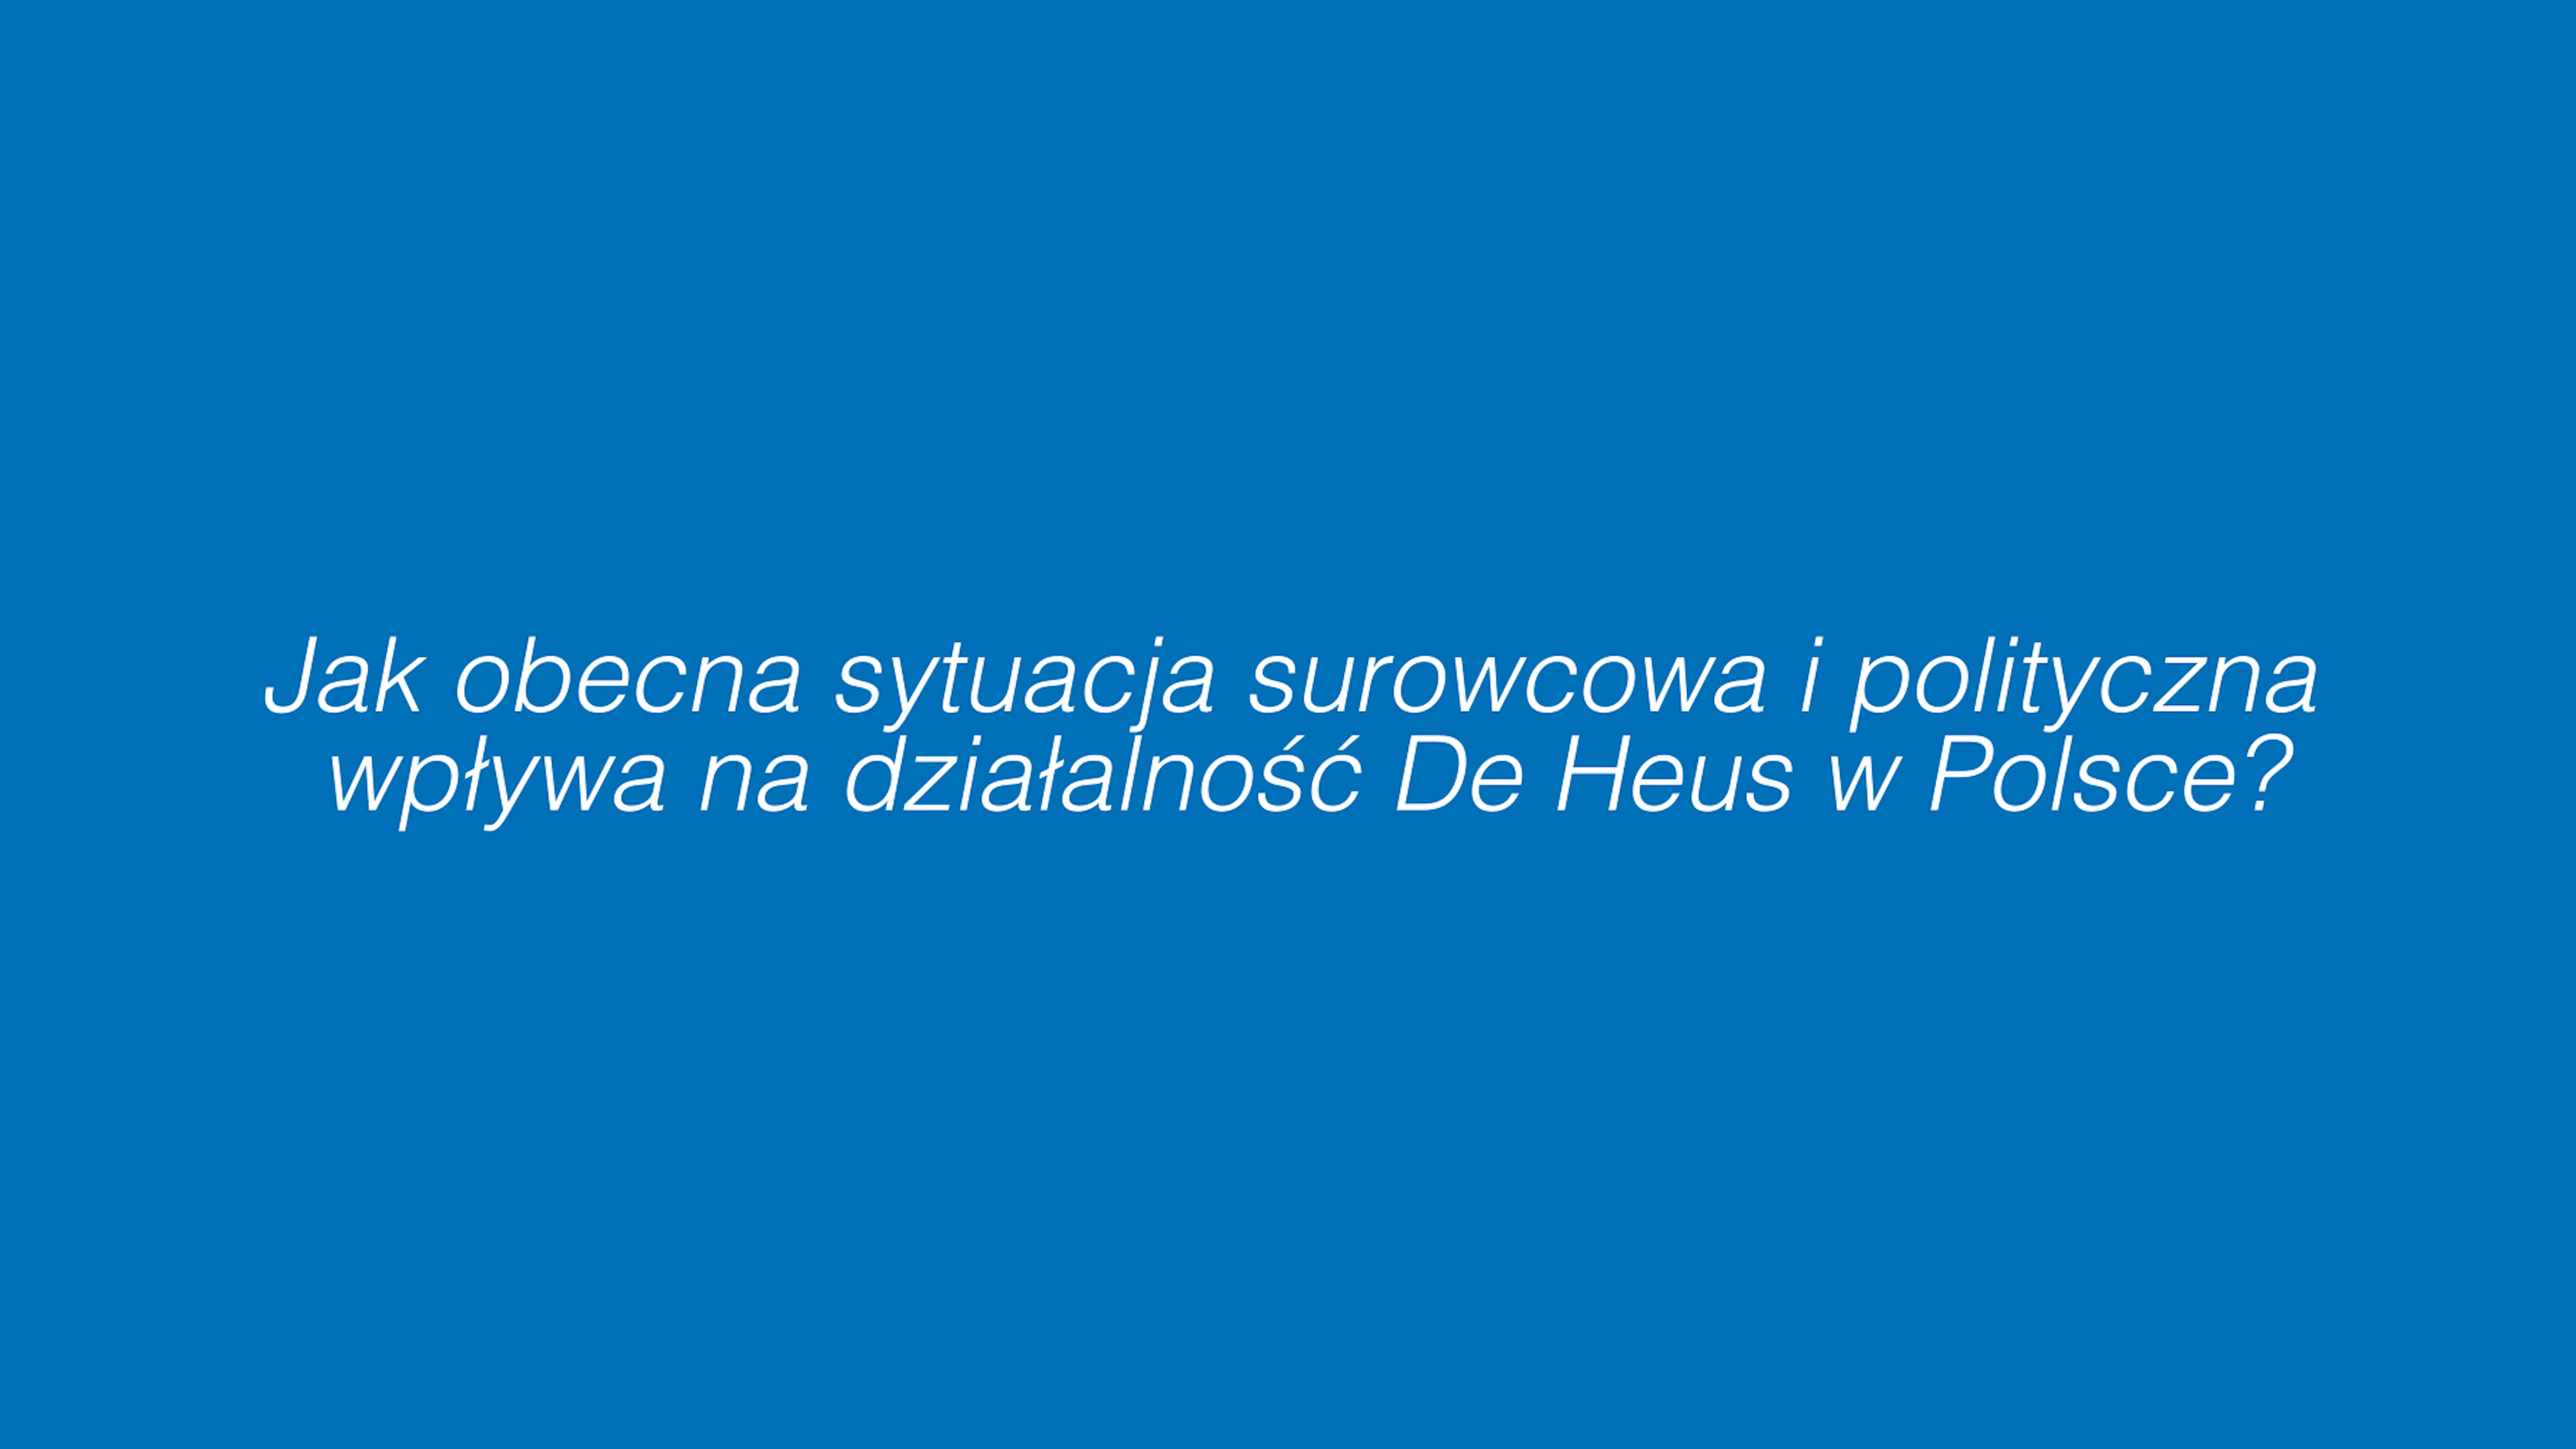 Jak obecna sytuacja surowcowa i polityczna
wpływa na działalność De Heus w Polsce?